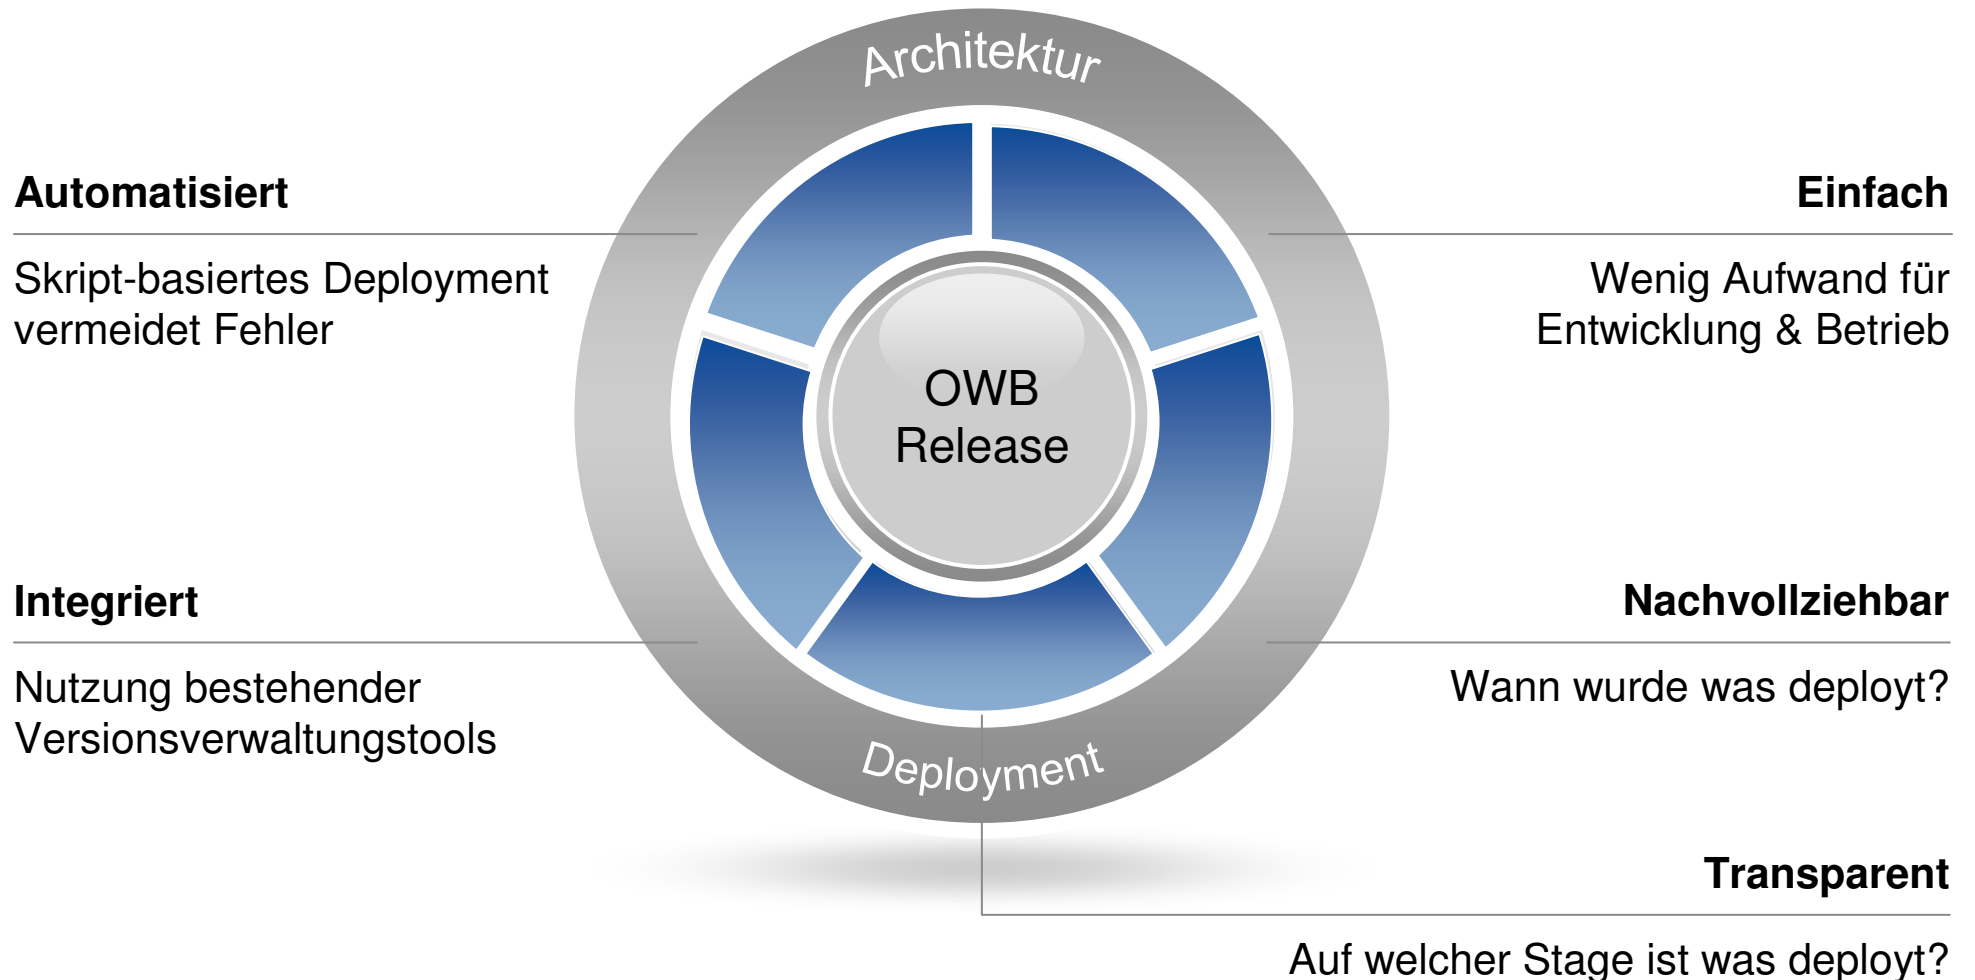 Architektur
Automatisiert
Skript-basiertes Deployment
vermeidet Fehler
Einfach
Wenig Aufwand für
Entwicklung & Betrieb
OWB
Release
Integriert
Nutzung bestehender
Versionsverwaltungstools
Nachvollziehbar
Wann wurde was deployt?
Deployment
Transparent
Auf welcher Stage ist was deployt?